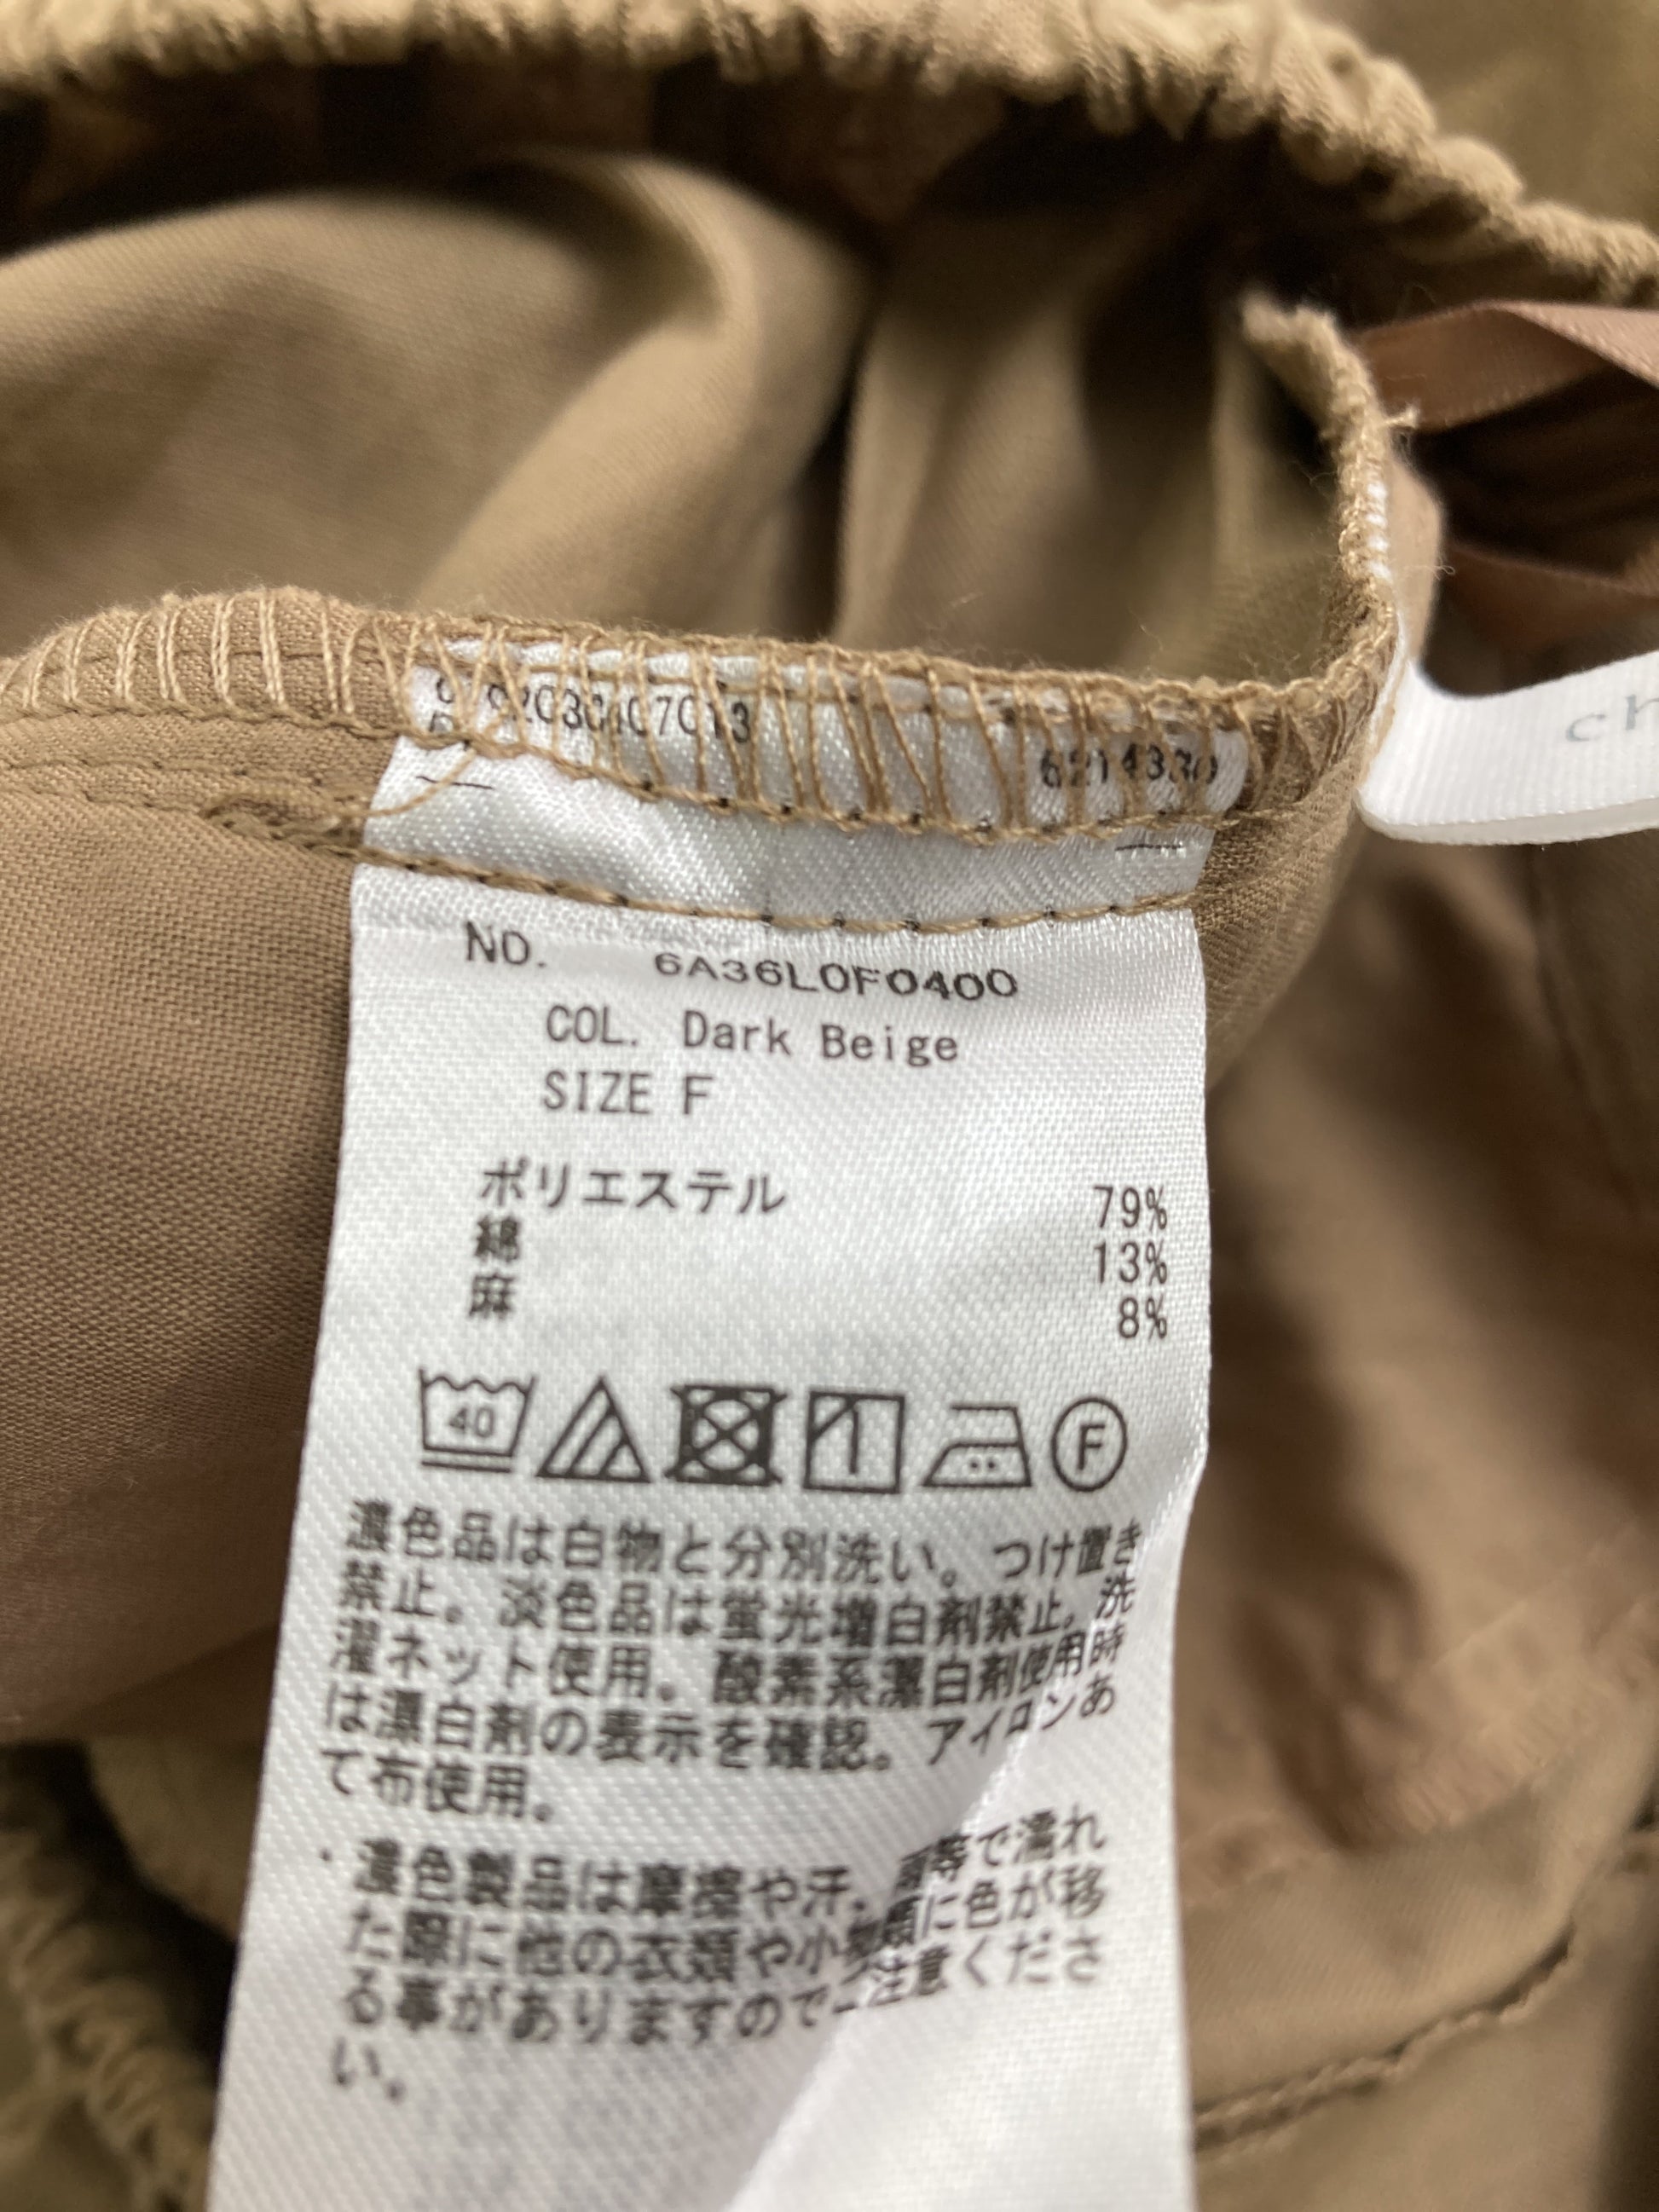 NO. 6A36L0F0400
COL. Dark Beige
SIZE F
ポリエステル 79%
綿 13%
麻 8%
40
F
濃色品は白物と分別洗い。つけ置き
禁止。淡色品は蛍光増白剤禁止。洗
濯ネット使用。酸素系漂白剤使用時
は漂白剤の表示を確認。アイロンあ
て布使用。
・濃色製品は摩擦や汗、雨等で濡れ
た際に他の衣類や小物類に色が移
る事がありますのでご注意くださ
い。
ch